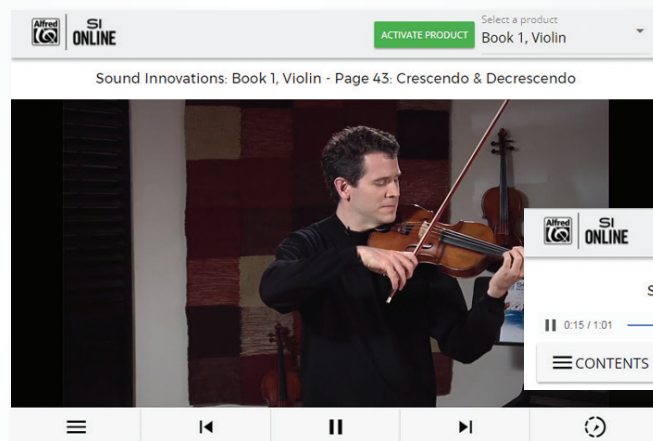 Alfred
SI
ONLINE
ACTIVATE PRODUCT
Select a product
Book 1, Violin
Sound Innovations: Book 1, Violin - Page 43: Crescendo & Decrescendo
Alfred
SI
ONLINE
S
0:15 / 1:01
CONTENTS